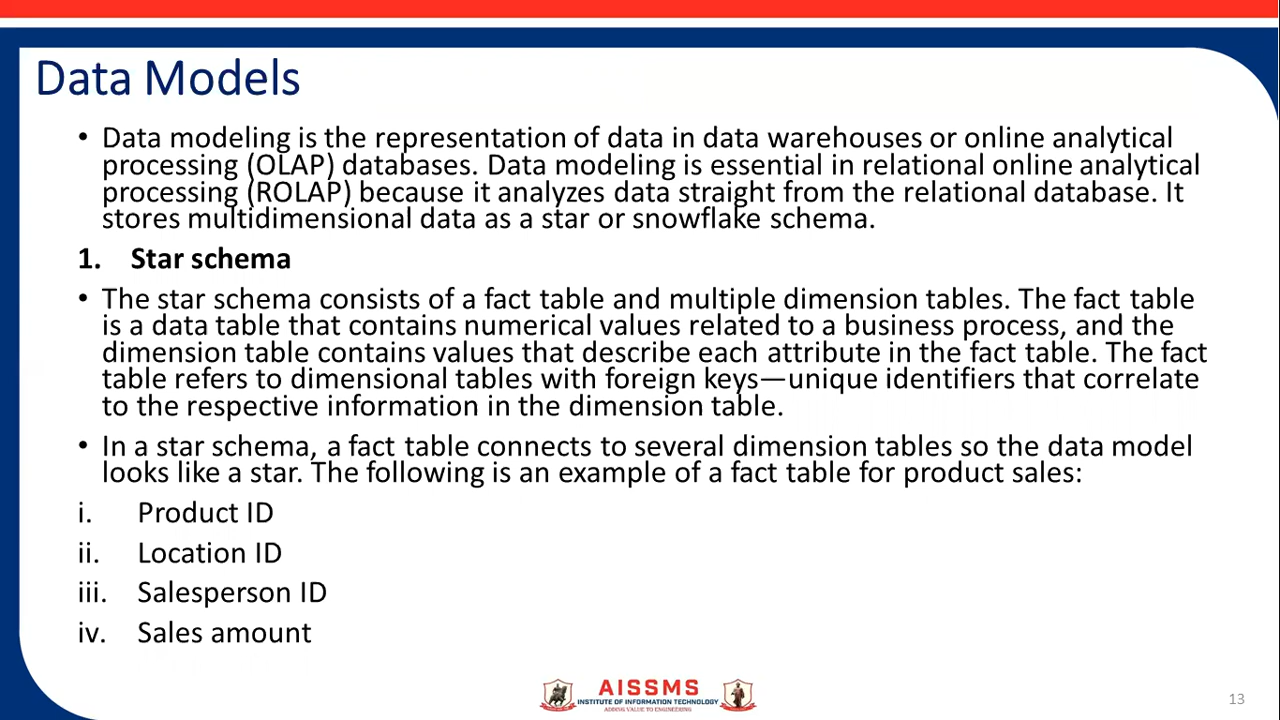 Data Models
• Data modeling is the representation of data in data warehouses or online analytical
processing (OLAP) databases. Data modeling is essential in relational online analytical
processing (ROLAP) because it analyzes data straight from the relational database. It
stores multidimensional data as a star or snowflake schema.
1. Star schema
• The star schema consists of a fact table and multiple dimension tables. The fact table
is a data table that contains numerical values related to a business process, and the
dimension table contains values that describe each attribute in the fact table. The fact
table refers to dimensional tables with foreign keys—unique identifiers that correlate
to the respective information in the dimension table.
• In a star schema, a fact table connects to several dimension tables so the data model
looks like a star. The following is an example of a fact table for product sales:
i. Product ID
ii. Location ID
iii. Salesperson ID
iv. Sales amount
AISSMS
INSTITUTE OF INFORMATION TECHNOLOGY
ADDING VALUE TO ENGINEERING
13